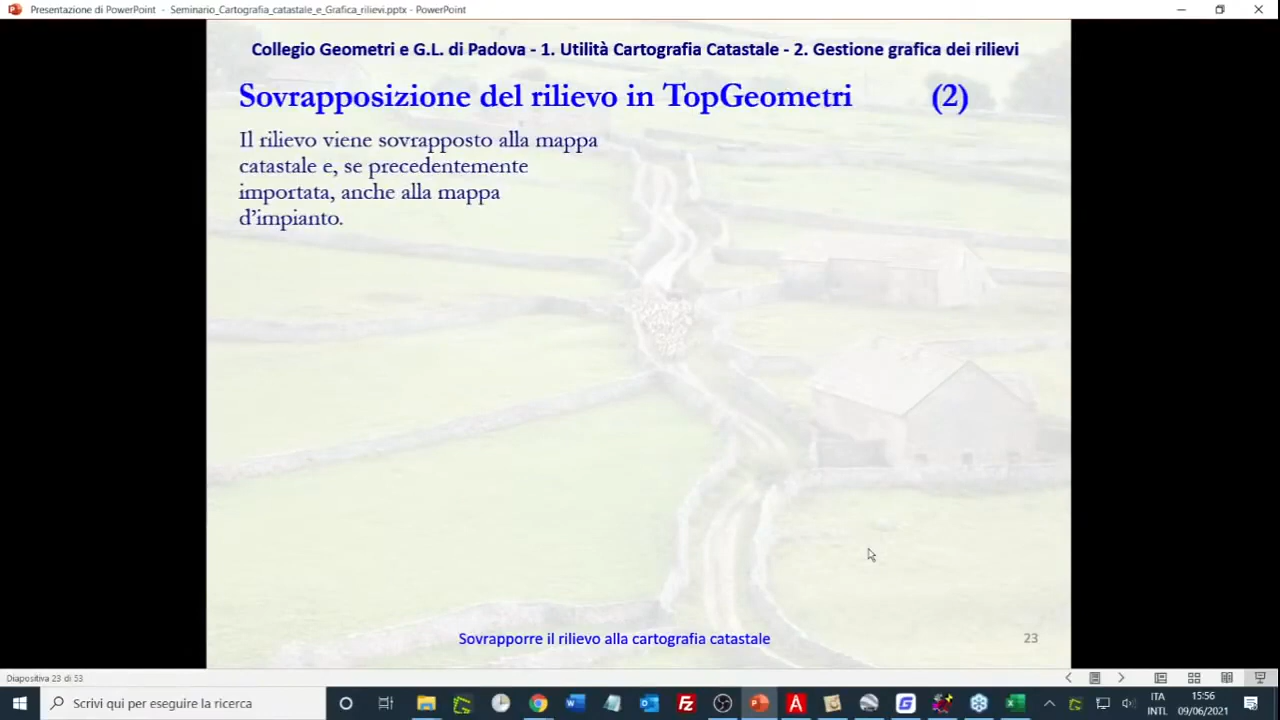 Presentazione di PowerPoint - Seminario_Cartografia_catastale_e_Grafica_rilievi.pptx - PowerPoint
Collegio Geometri e G.L. di Padova - 1. Utilità Cartografia Catastale - 2. Gestione grafica dei rilievi
Sovrapposizione del rilievo in TopGeometri (2)
Il rilievo viene sovrapposto alla mappa
catastale e, se precedentemente
importata, anche alla mappa
d’impianto.
Sovrapporre il rilievo alla cartografia catastale
23
Diapositiva 23 di 53
Scrivi qui per eseguire la ricerca
ITA
INTL
15:56
09/06/2021